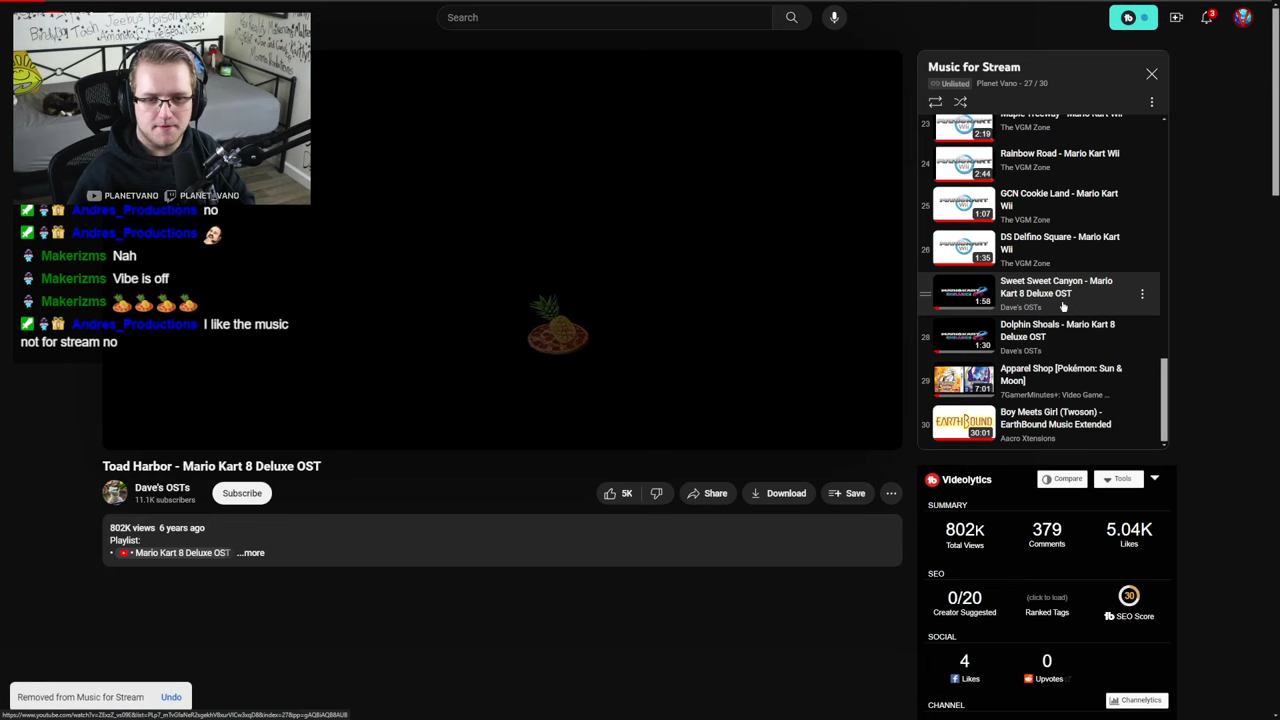 Search
3
PLANETVANO PLANET_VANO
Andres_Productions no
Andres_Productions
Makerizms Nah
Makerizms Vibe is off
Makerizms
Andres_Productions I like the music
not for stream no
Music for Stream
Unlisted Planet Vano - 27 / 30
23 Maple Treeway - Mario Kart Wii
2:19 The VGM Zone
24 Rainbow Road - Mario Kart Wii
2:44 The VGM Zone
25 GCN Cookie Land - Mario Kart
Wii
1:07 The VGM Zone
26 DS Delfino Square - Mario Kart
Wii
1:35 The VGM Zone
Sweet Sweet Canyon - Mario
Kart 8 Deluxe OST
1:58 Dave's OSTs
28 Dolphin Shoals - Mario Kart 8
Deluxe OST
1:30 Dave's OSTs
29 Apparel Shop [Pokémon: Sun &
Moon]
7:01 7GamerMinutes+: Video Game ...
30 Boy Meets Girl (Twoson) -
EarthBound Music Extended
EARTHBOUND
30:01 Aacro Xtensions
Toad Harbor - Mario Kart 8 Deluxe OST
Dave's OSTs
11.1K subscribers
Subscribe
5K
Share
Download
Save
802K views 6 years ago
Playlist:
• Mario Kart 8 Deluxe OST ...more
Videolytics
Compare
Tools
SUMMARY
802K 379 5.04K
Total Views Comments Likes
SEO
0/20 (click to load) 30
Creator Suggested Ranked Tags SEO Score
SOCIAL
4 0
Likes Upvotes
CHANNEL
Channelytics
Removed from Music for Stream Undo